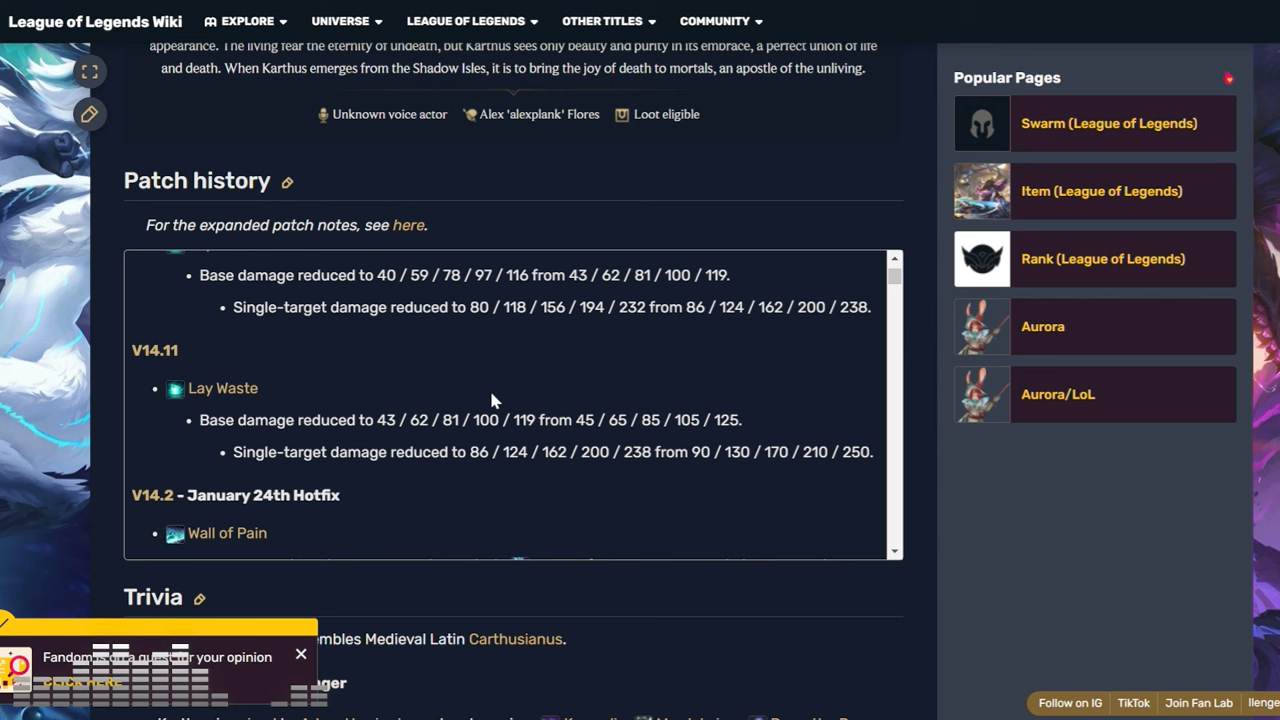 League of Legends Wiki
EXPLORE
UNIVERSE
LEAGUE OF LEGENDS
OTHER TITLES
COMMUNITY
appearance. The living fear the eternity of undeath, but Karthus sees only beauty and purity in its embrace, a perfect union of life
and death. When Karthus emerges from the Shadow Isles, it is to bring the joy of death to mortals, an apostle of the unliving.
Unknown voice actor
Alex 'alexplank' Flores
Loot eligible
Patch history
For the expanded patch notes, see here.
Base damage reduced to 40 / 59 / 78 / 97 / 116 from 43 / 62 / 81 / 100 / 119.
Single-target damage reduced to 80 / 118 / 156 / 194 / 232 from 86 / 124 / 162 / 200 / 238.
V14.11
Lay Waste
Base damage reduced to 43 / 62 / 81 / 100 / 119 from 45 / 65 / 85 / 105 / 125.
Single-target damage reduced to 86 / 124 / 162 / 200 / 238 from 90 / 130 / 170 / 210 / 250.
V14.2 - January 24th Hotfix
Wall of Pain
Trivia
embles Medieval Latin Carthusianus.
Fandom is on a quest for your opinion
CLICK HERE
ger
Popular Pages
Swarm (League of Legends)
Item (League of Legends)
Rank (League of Legends)
Aurora
Aurora/LoL
Follow on IG
TikTok
Join Fan Lab
llenge